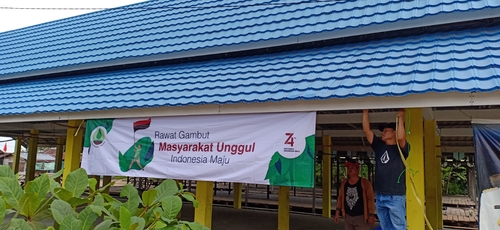 Rawat Gambut
Masyarakat Unggul
Indonesia Maju
74